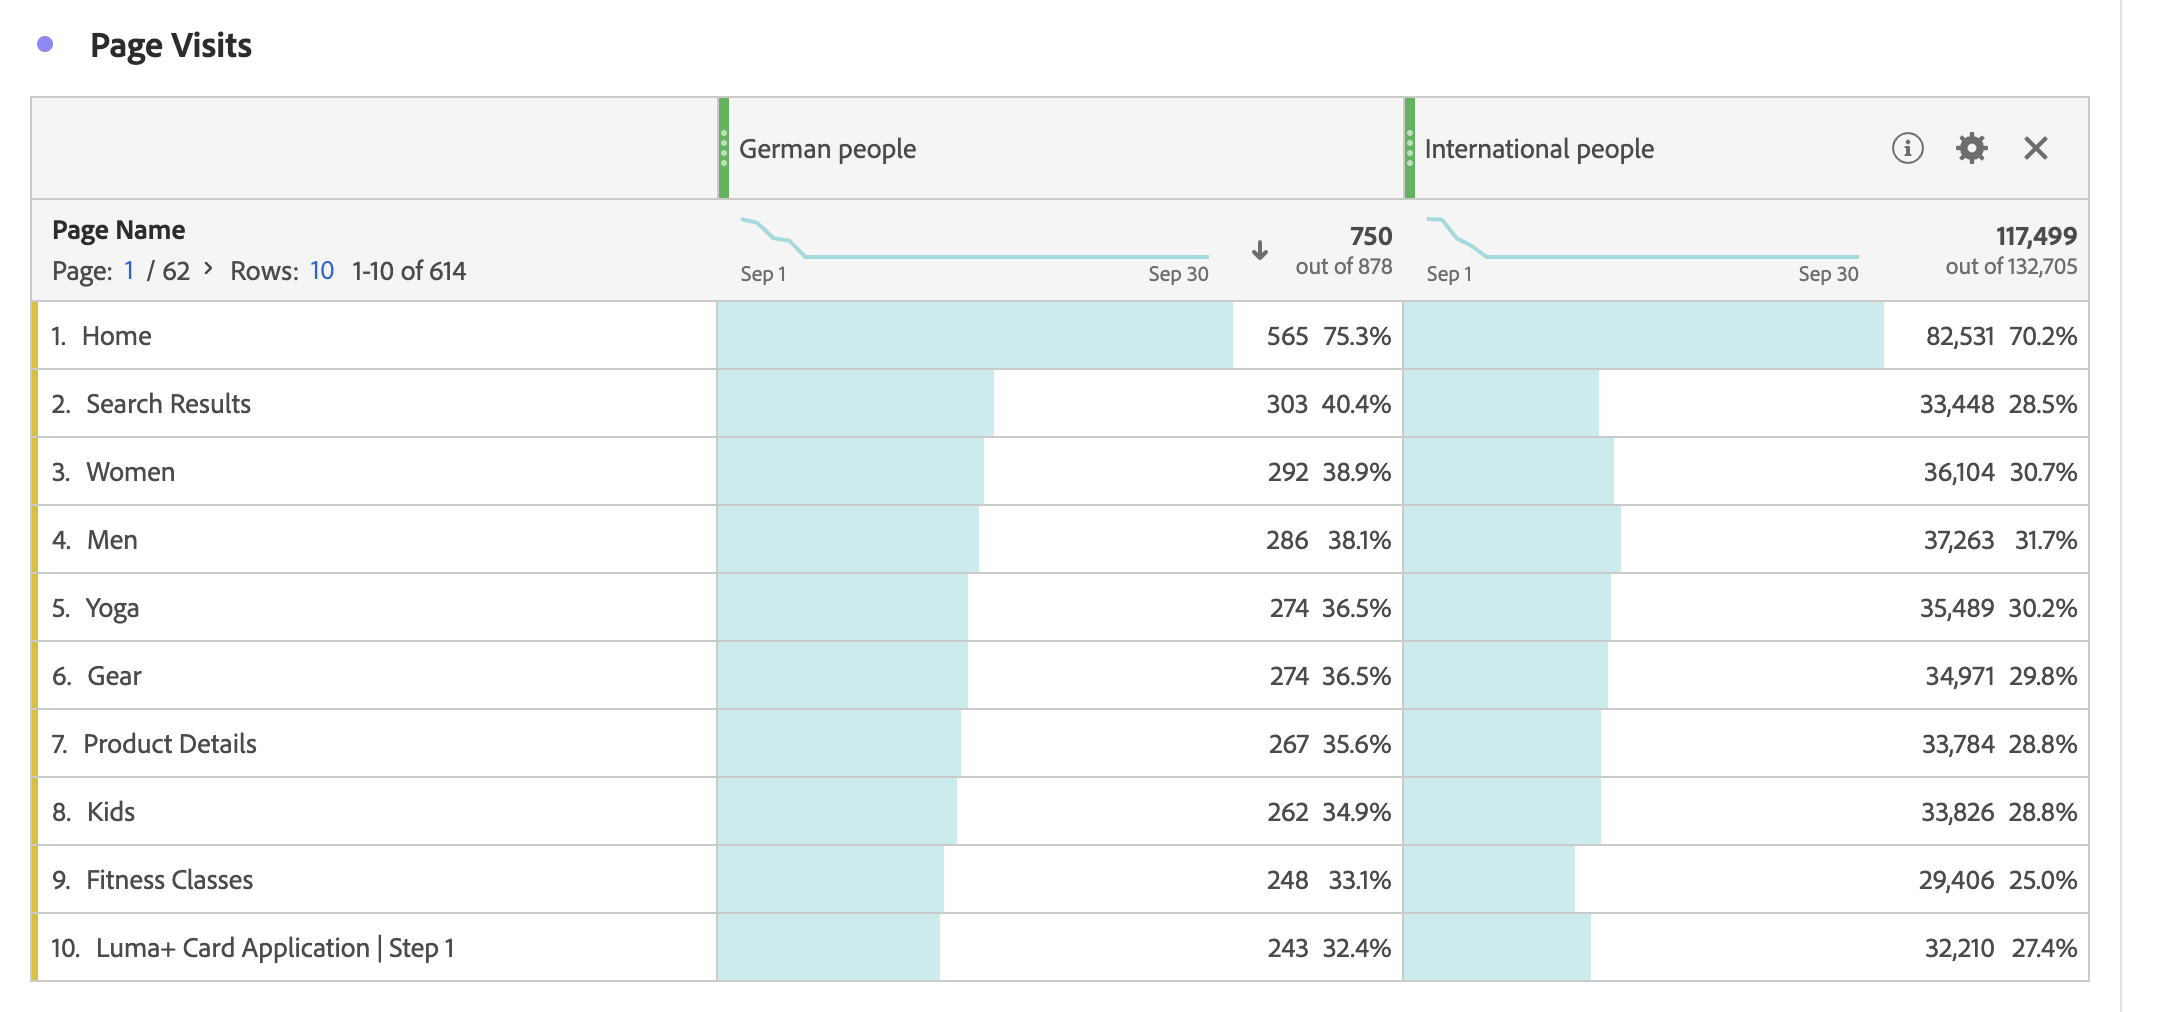 Page Visits
German people
International people
Page Name
Page: 1 / 62 > Rows: 10 1-10 of 614
Sep 1
Sep 30
750
out of 878
Sep 1
Sep 30
117,499
out of 132,705
1. Home 565 75.3% 82,531 70.2%
2. Search Results 303 40.4% 33,448 28.5%
3. Women 292 38.9% 36,104 30.7%
4. Men 286 38.1% 37,263 31.7%
5. Yoga 274 36.5% 35,489 30.2%
6. Gear 274 36.5% 34,971 29.8%
7. Product Details 267 35.6% 33,784 28.8%
8. Kids 262 34.9% 33,826 28.8%
9. Fitness Classes 248 33.1% 29,406 25.0%
10. Luma+ Card Application | Step 1 243 32.4% 32,210 27.4%